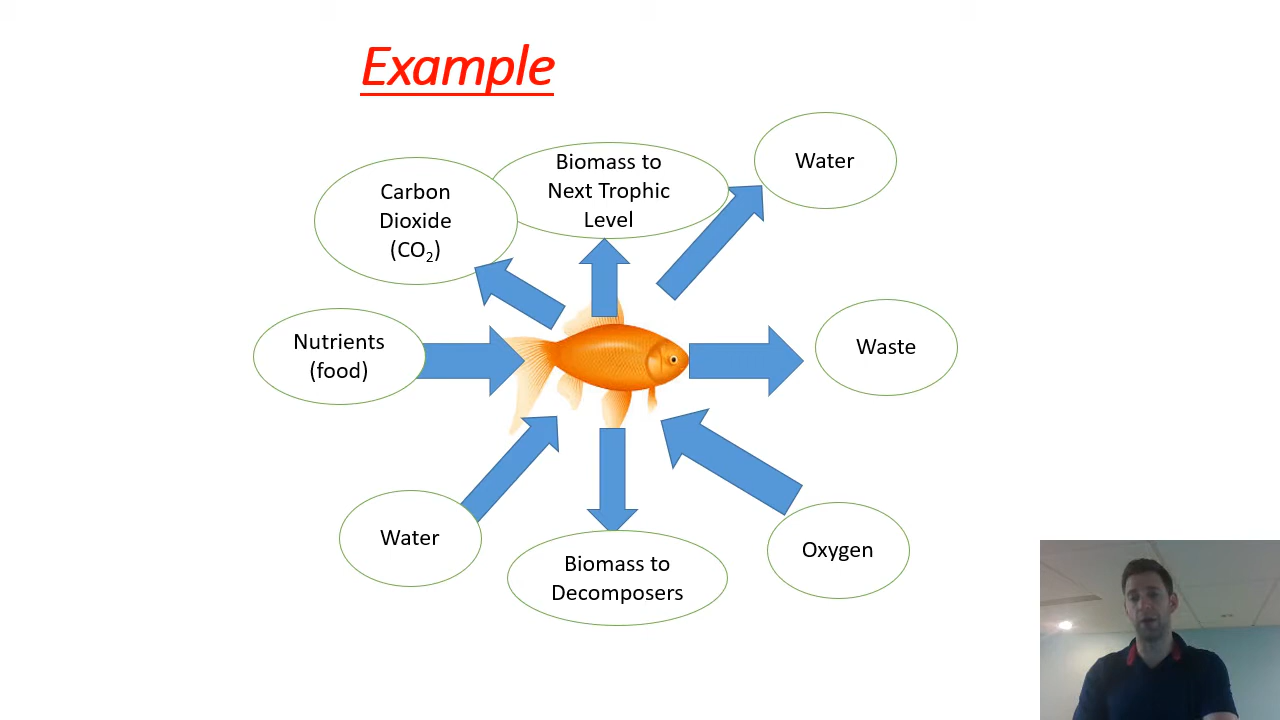 Example
Water
Biomass to
Next Trophic
Level
Carbon
Dioxide
(CO₂)
Nutrients
(food)
Waste
Water
Biomass to
Decomposers
Oxygen